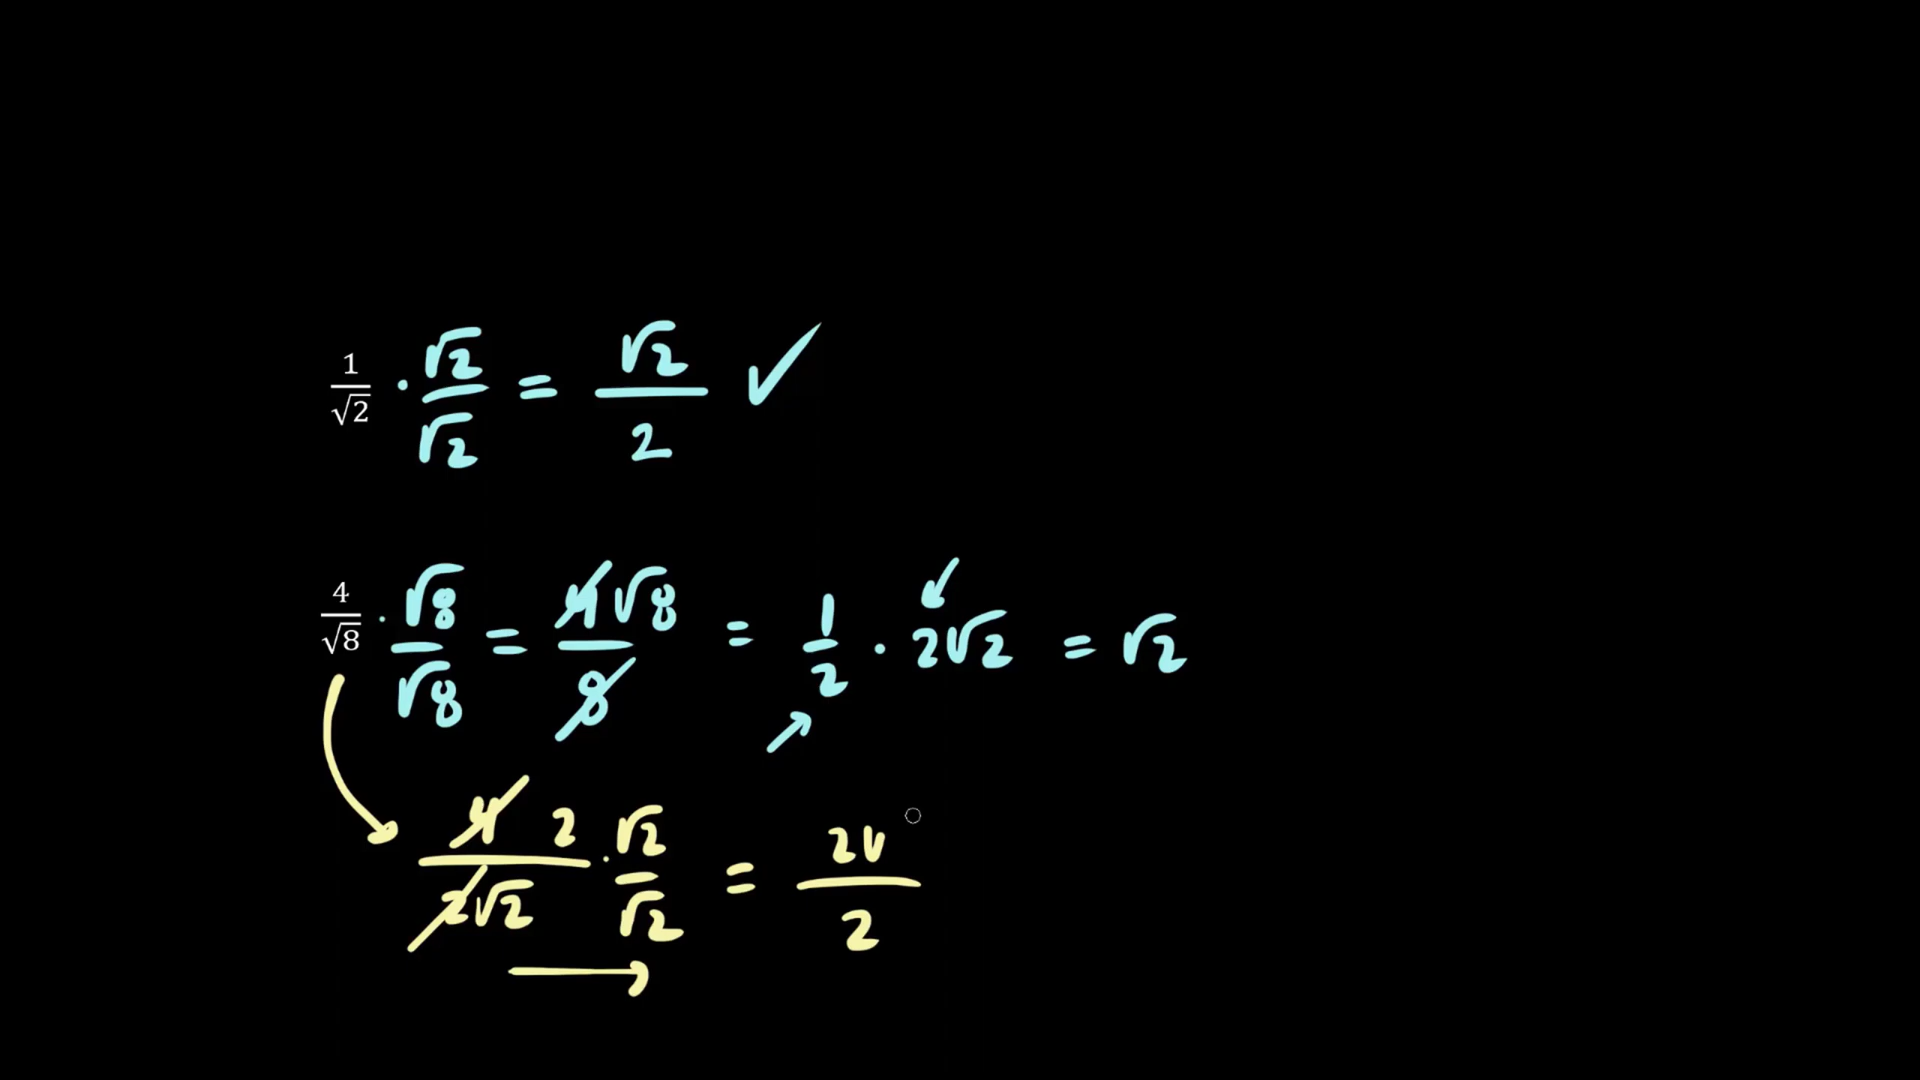 1/√2 · √2/√2 = √2/2 ✓
4/√8 · √8/√8 = 4√8/8 = 1/2 · 2√2 = √2
4 2/2√2 · √2/√2 = 2√/2